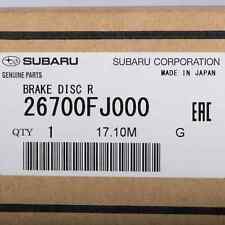 SUBARU
SUBARU CORPORATION
GENUINE PARTS
MADE IN JAPAN
BRAKE DISC R
26700FJ000
EAC
QTY 1 17.10M G